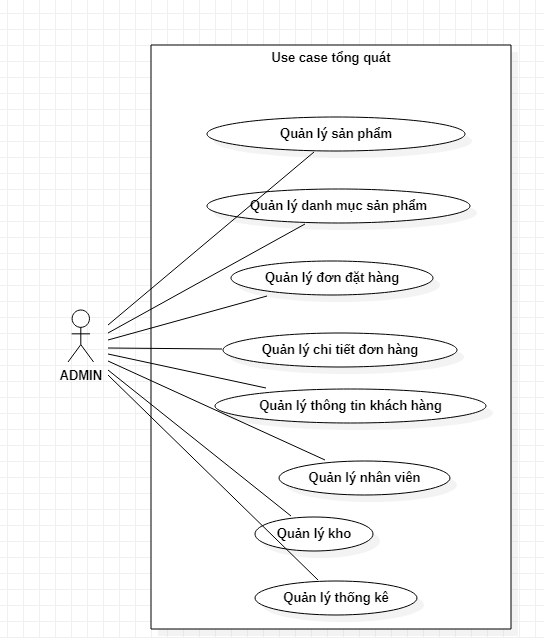 Use case tổng quát
Quản lý sản phẩm
Quản lý danh mục sản phẩm
Quản lý đơn đặt hàng
Quản lý chi tiết đơn hàng
ADMIN
Quản lý thông tin khách hàng
Quản lý nhân viên
Quản lý kho
Quản lý thống kê